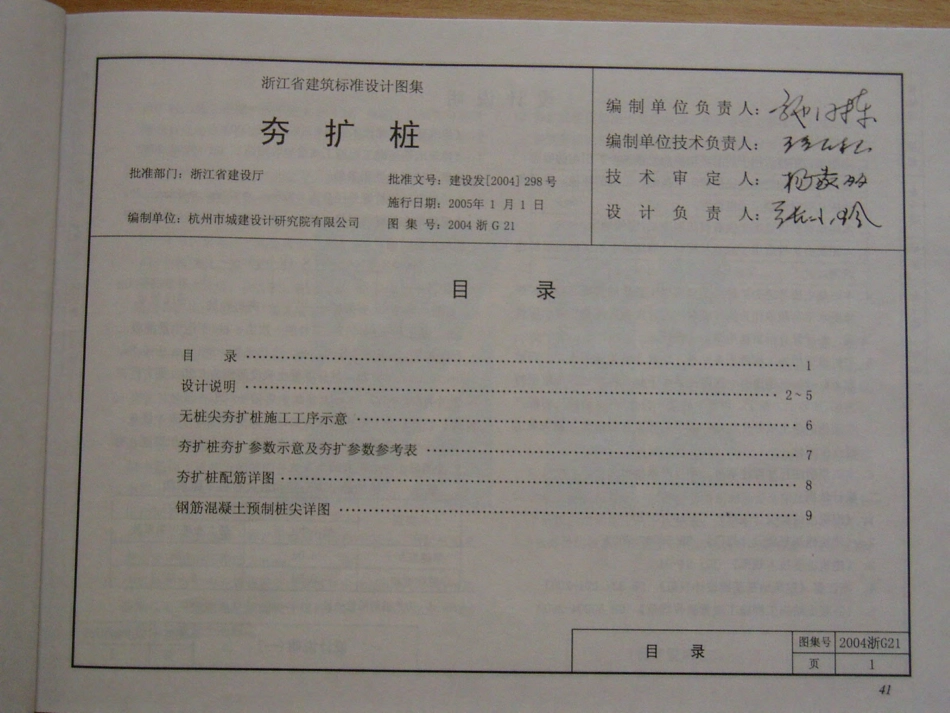 浙江省建筑标准设计图集
夯 扩 桩
批准部门：浙江省建设厅
批准文号：建设发[2004] 298号
施行日期：2005年 1 月 1 日
编制单位：杭州市城建设计研究院有限公司
图 集 号：2004 浙 G 21
编 制 单 位 负 责 人：
编制单位技术负责人：
技 术 审 定 人：
设 计 负 责 人：
目 录
目 录 …… 1
设计说明 …… 2~5
无桩尖夯扩桩施工工序示意 …… 6
夯扩桩夯扩参数示意及夯扩参数参考表 …… 7
夯扩桩配筋详图 …… 8
钢筋混凝土预制桩尖详图 …… 9
目 录
图集号 2004浙G21
页 1
41